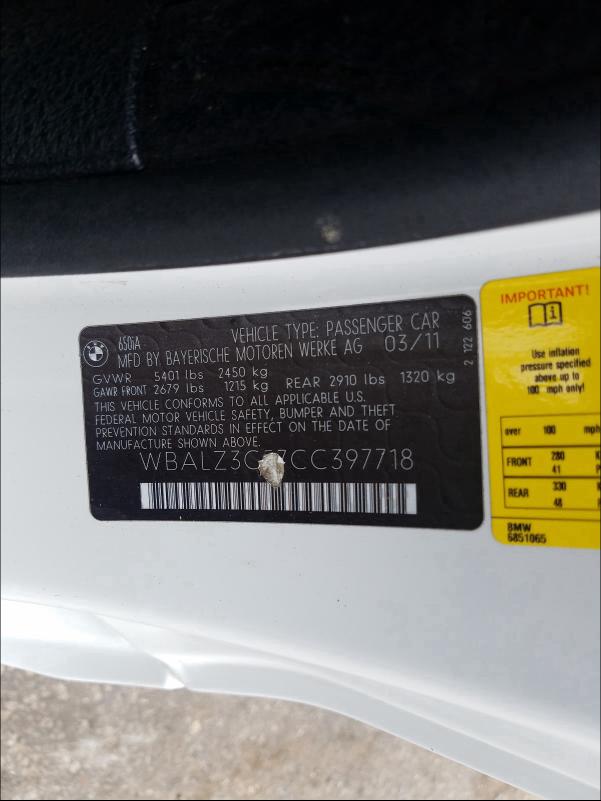 650iA
VEHICLE TYPE: PASSENGER CAR
MFD BY BAYERISCHE MOTOREN WERKE AG 03/11
GVWR 5401 lbs 2450 kg
GAWR FRONT 2679 lbs 1215 kg REAR 2910 lbs 1320 kg
THIS VEHICLE CONFORMS TO ALL APPLICABLE U.S.
FEDERAL MOTOR VEHICLE SAFETY, BUMPER AND THEFT
PREVENTION STANDARDS IN EFFECT ON THE DATE OF
MANUFACTURE SHOWN ABOVE.
2 122 606
IMPORTANT!
Use inflation
pressure specified
above up to
100 mph only!
over 100 mph
FRONT 280 K
41 P
REAR 330 K
48 P
BMW
6851065